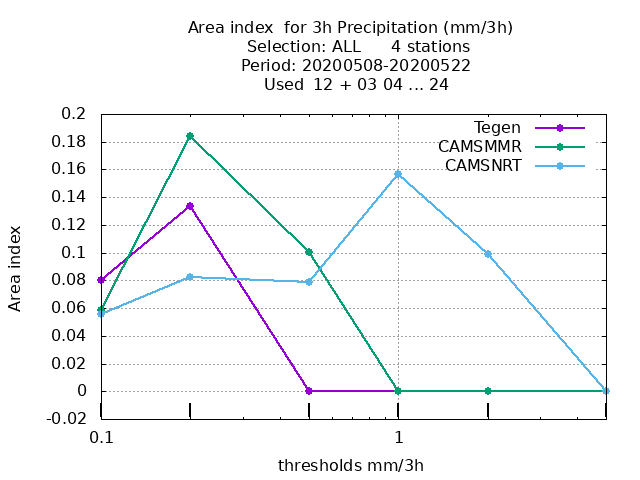 Area index  for 3h Precipitation (mm/3h)
Selection: ALL      4 stations
Period: 20200508-20200522
Used  12 + 03 04 ... 24
Tegen
CAMSMMR
CAMSNRT
0.2
0.18
0.16
0.14
0.12
0.1
0.08
0.06
0.04
0.02
0
-0.02
Area index
0.1
1
thresholds mm/3h